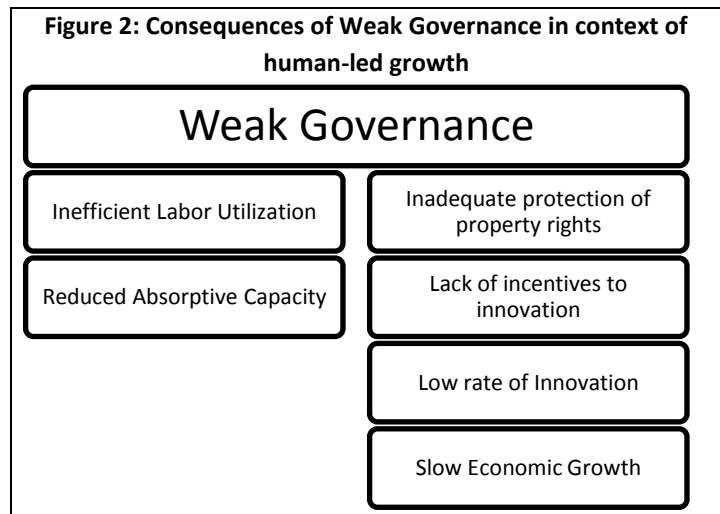 Figure 2: Consequences of Weak Governance in context of
human-led growth
Weak Governance
Inefficient Labor Utilization
Reduced Absorptive Capacity
Inadequate protection of
property rights
Lack of incentives to
innovation
Low rate of Innovation
Slow Economic Growth